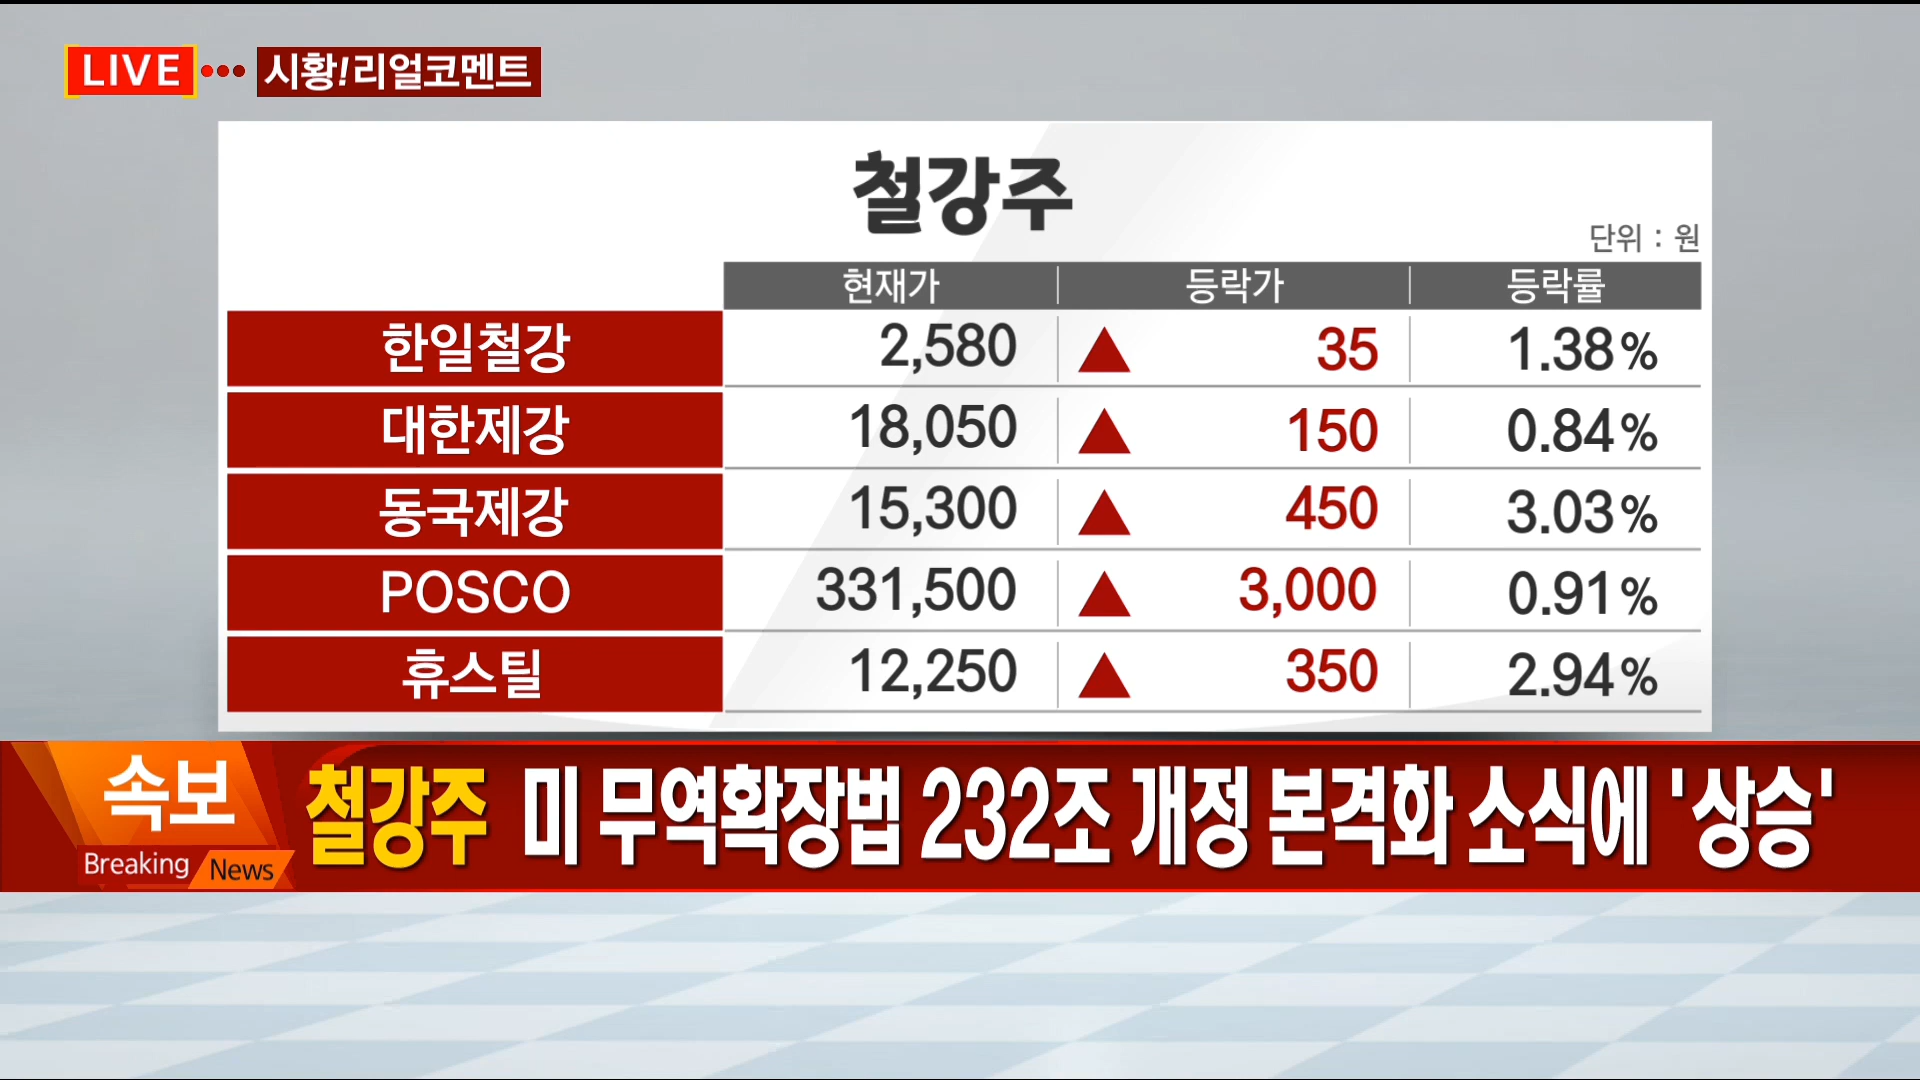 LIVE 시황!리얼코멘트
철강주
단위 : 원
현재가 등락가 등락률
한일철강 2,580 ▲ 35 1.38%
대한제강 18,050 ▲ 150 0.84%
동국제강 15,300 ▲ 450 3.03%
POSCO 331,500 ▲ 3,000 0.91%
휴스틸 12,250 ▲ 350 2.94%
속보
Breaking News
철강주 미 무역확장법 232조 개정 본격화 소식에 '상승'